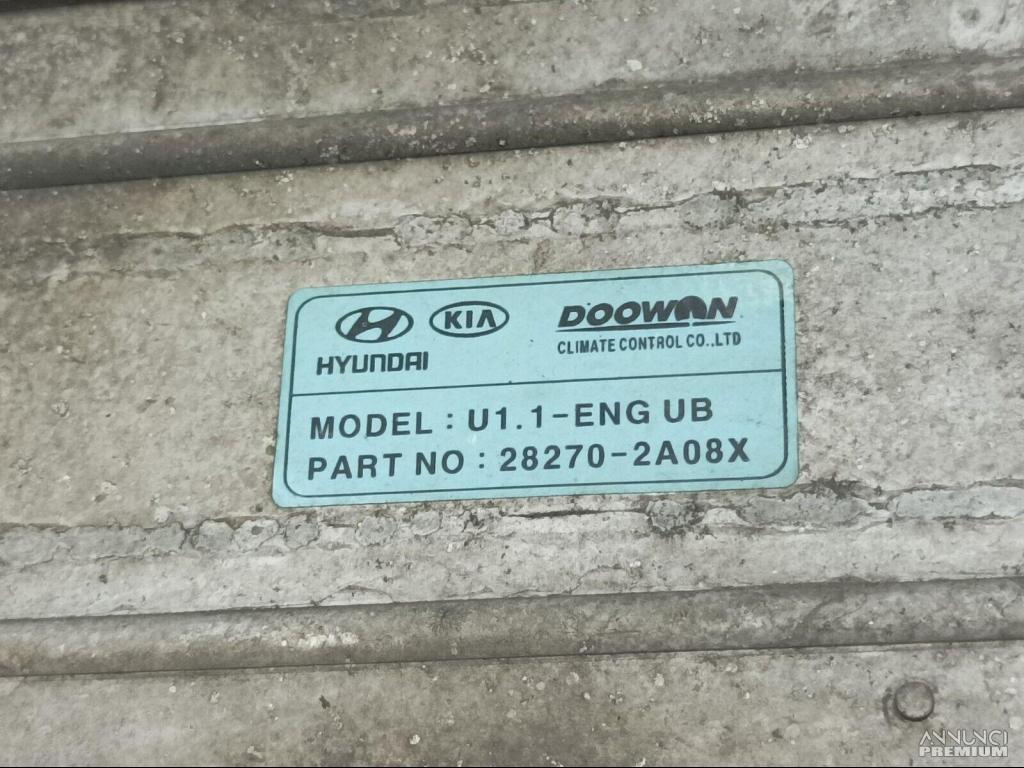 HYUNDAI
KIA
DOOWON
CLIMATE CONTROL CO.,LTD
MODEL : U1.1-ENG UB
PART NO : 28270-2A08X
ANNUNCI
PREMIUM